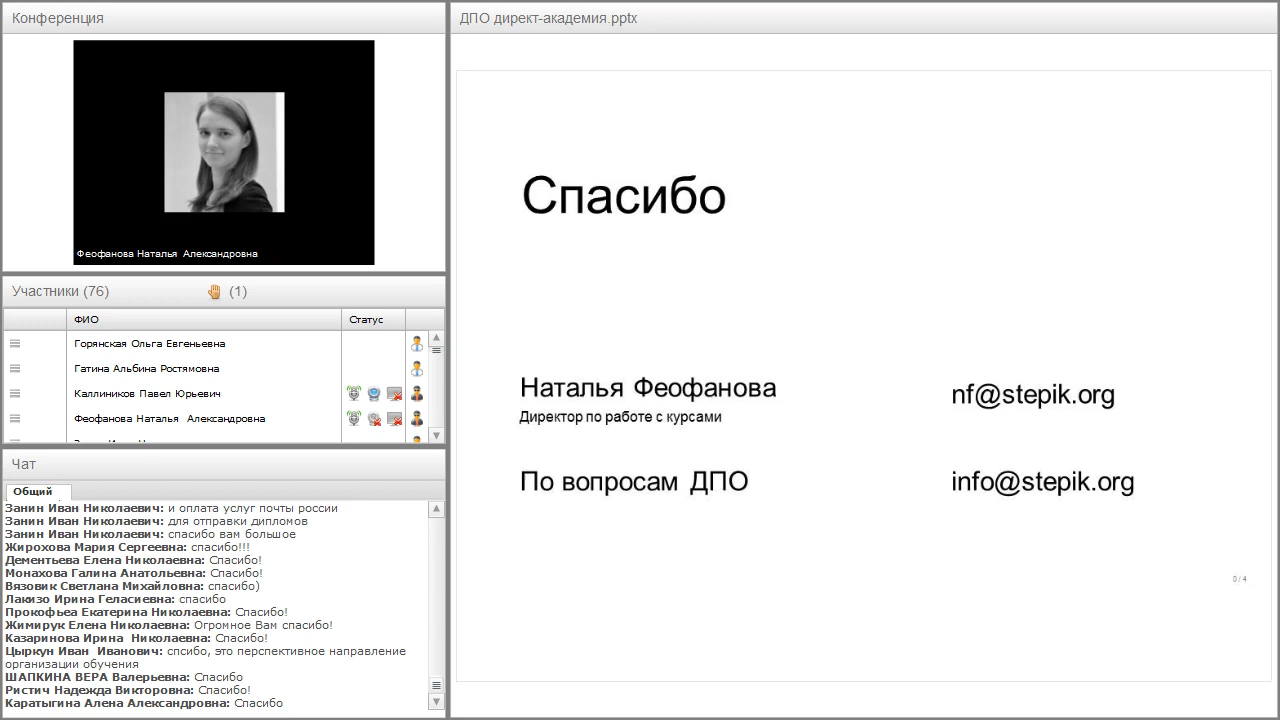 Конференция
Феофанова Наталья  Александровна
Участники (76)
(1)
ФИО
Статус
Горянская Ольга Евгеньевна
Гатина Альбина Ростямовна
Каллиников Павел Юрьевич
Феофанова Наталья  Александровна
Чат
Общий
Занин Иван Николаевич: и оплата услуг почты россии
Занин Иван Николаевич: для отправки дипломов
Занин Иван Николаевич: спасибо вам большое
Жирохова Мария Сергеевна: спасибо!!!
Дементьева Елена Николаевна: Спасибо!
Монахова Галина Анатольевна: Спасибо!
Вязовик Светлана Михайловна: спасибо)
Лакизо Ирина Геласиевна: спасибо
Прокофьеа Екатерина Николаевна: Спасибо!
Жимирук Елена Николаевна: Огромное Вам спасибо!
Казаринова Ирина  Николаевна: Спасибо!
Цыркун Иван  Иванович: спсибо, это перспективное направление
организации обучения
ШАПКИНА ВЕРА Валерьевна: Спасибо
Ристич Надежда Викторовна: Спасибо!
Каратыгина Алена Александровна: Спасибо
ДПО директ-академия.pptx
Спасибо
Наталья Феофанова
nf@stepik.org
Директор по работе с курсами
По вопросам ДПО
info@stepik.org
0 / 4